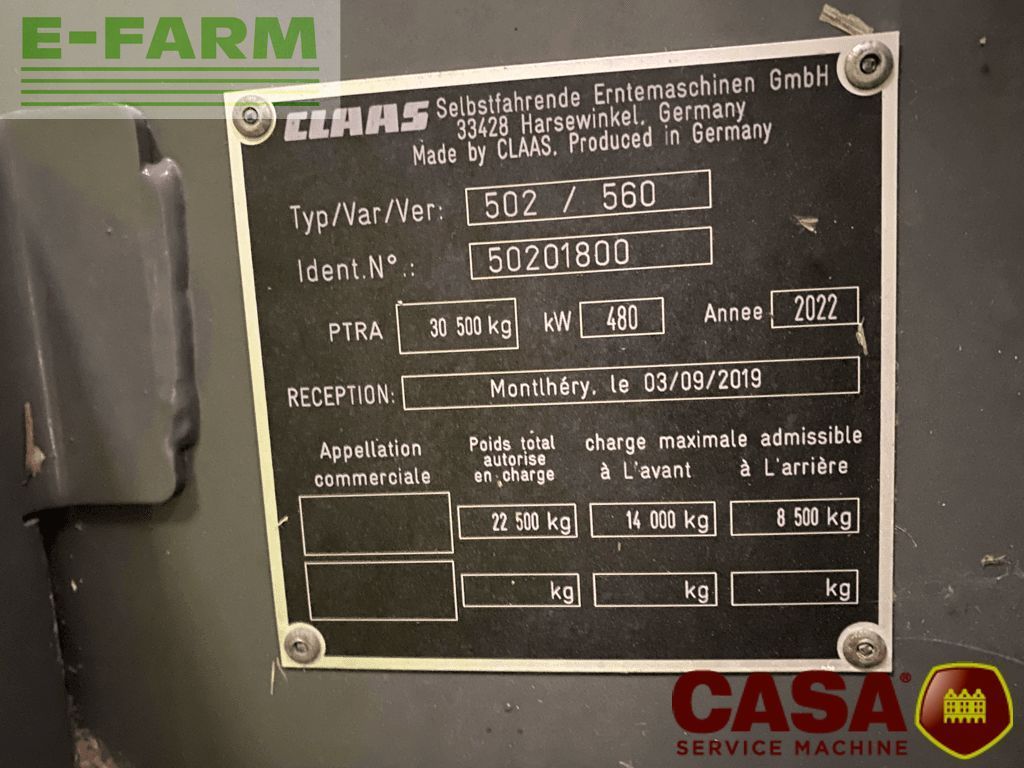 E-FARM
CLAAS Selbstfahrende Erntemaschinen GmbH
33428 Harsewinkel, Germany
Made by CLAAS. Produced in Germany
Typ/Var/Ver: 502 / 560
Ident.N°.: 50201800
PTRA 30 500 kg kW 480 Annee 2022
RECEPTION: Montlhéry, le 03/09/2019
Appellation
commerciale
Poids total
autorise
en charge
charge maximale admissible
à L'avant à L'arrière
22 500 kg 14 000 kg 8 500 kg
kg kg kg
CASA®
SERVICE MACHINE